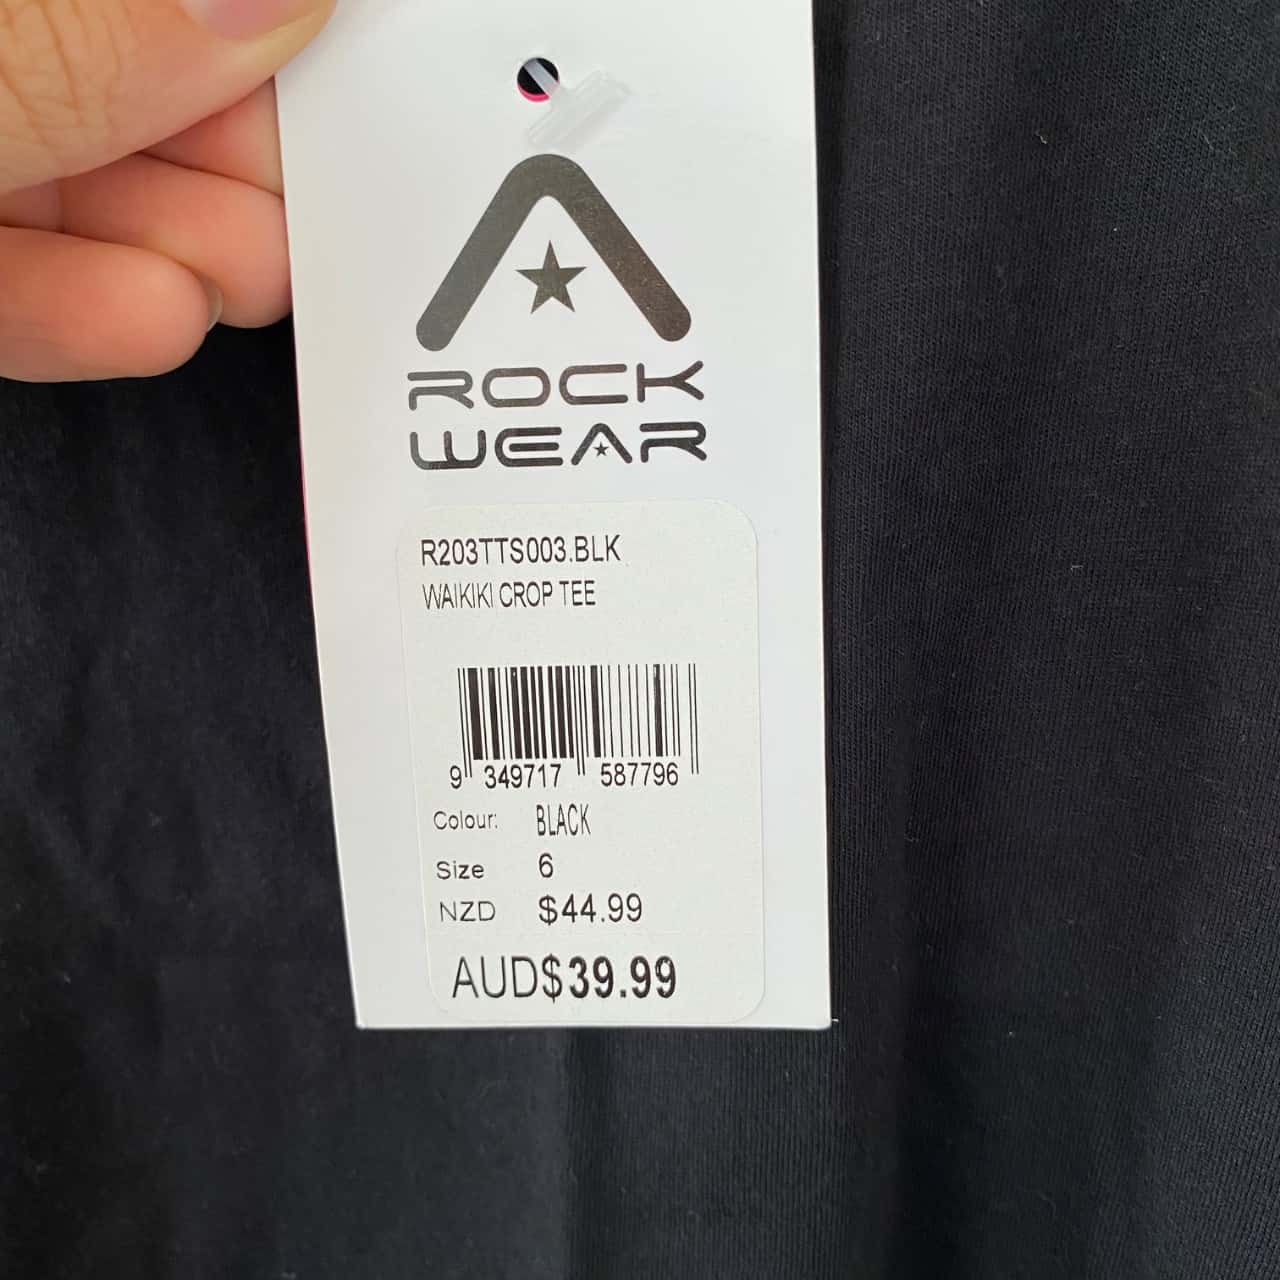 ROCK
WEAR
R203TTS003.BLK
WAIKIKI CROP TEE
9 349717 587796
Colour: BLACK
Size 6
NZD $44.99
AUD$39.99